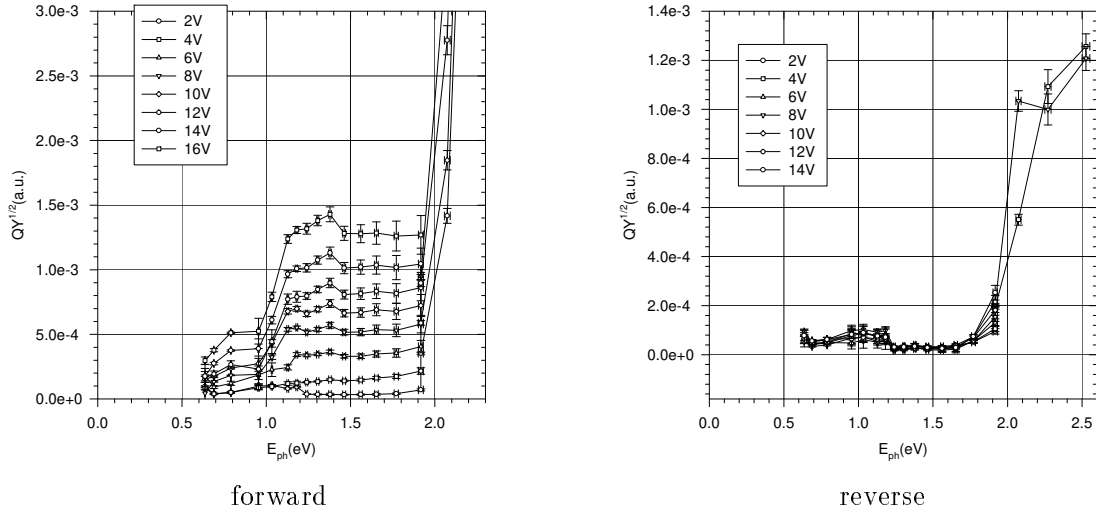 3.0e-3
2.5e-3
2.0e-3
1.5e-3
1.0e-3
5.0e-4
0.0e+0
QY1/2(a.u.)
2V
4V
6V
8V
10V
12V
14V
16V
0.0
0.5
1.0
1.5
2.0
Eph(eV)
forward
1.4e-3
1.2e-3
1.0e-3
8.0e-4
6.0e-4
4.0e-4
2.0e-4
0.0e+0
QY1/2(a.u.)
2V
4V
6V
8V
10V
12V
14V
0.0
0.5
1.0
1.5
2.0
2.5
Eph(eV)
reverse